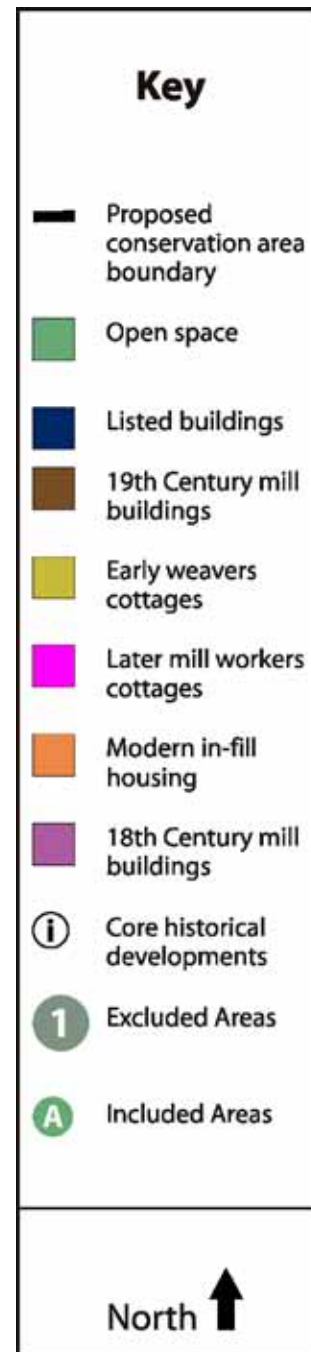 Key
Proposed
conservation area
boundary
Open space
Listed buildings
19th Century mill
buildings
Early weavers
cottages
Later mill workers
cottages
Modern in-fill
housing
18th Century mill
buildings
i
Core historical
developments
1
Excluded Areas
A
Included Areas
North